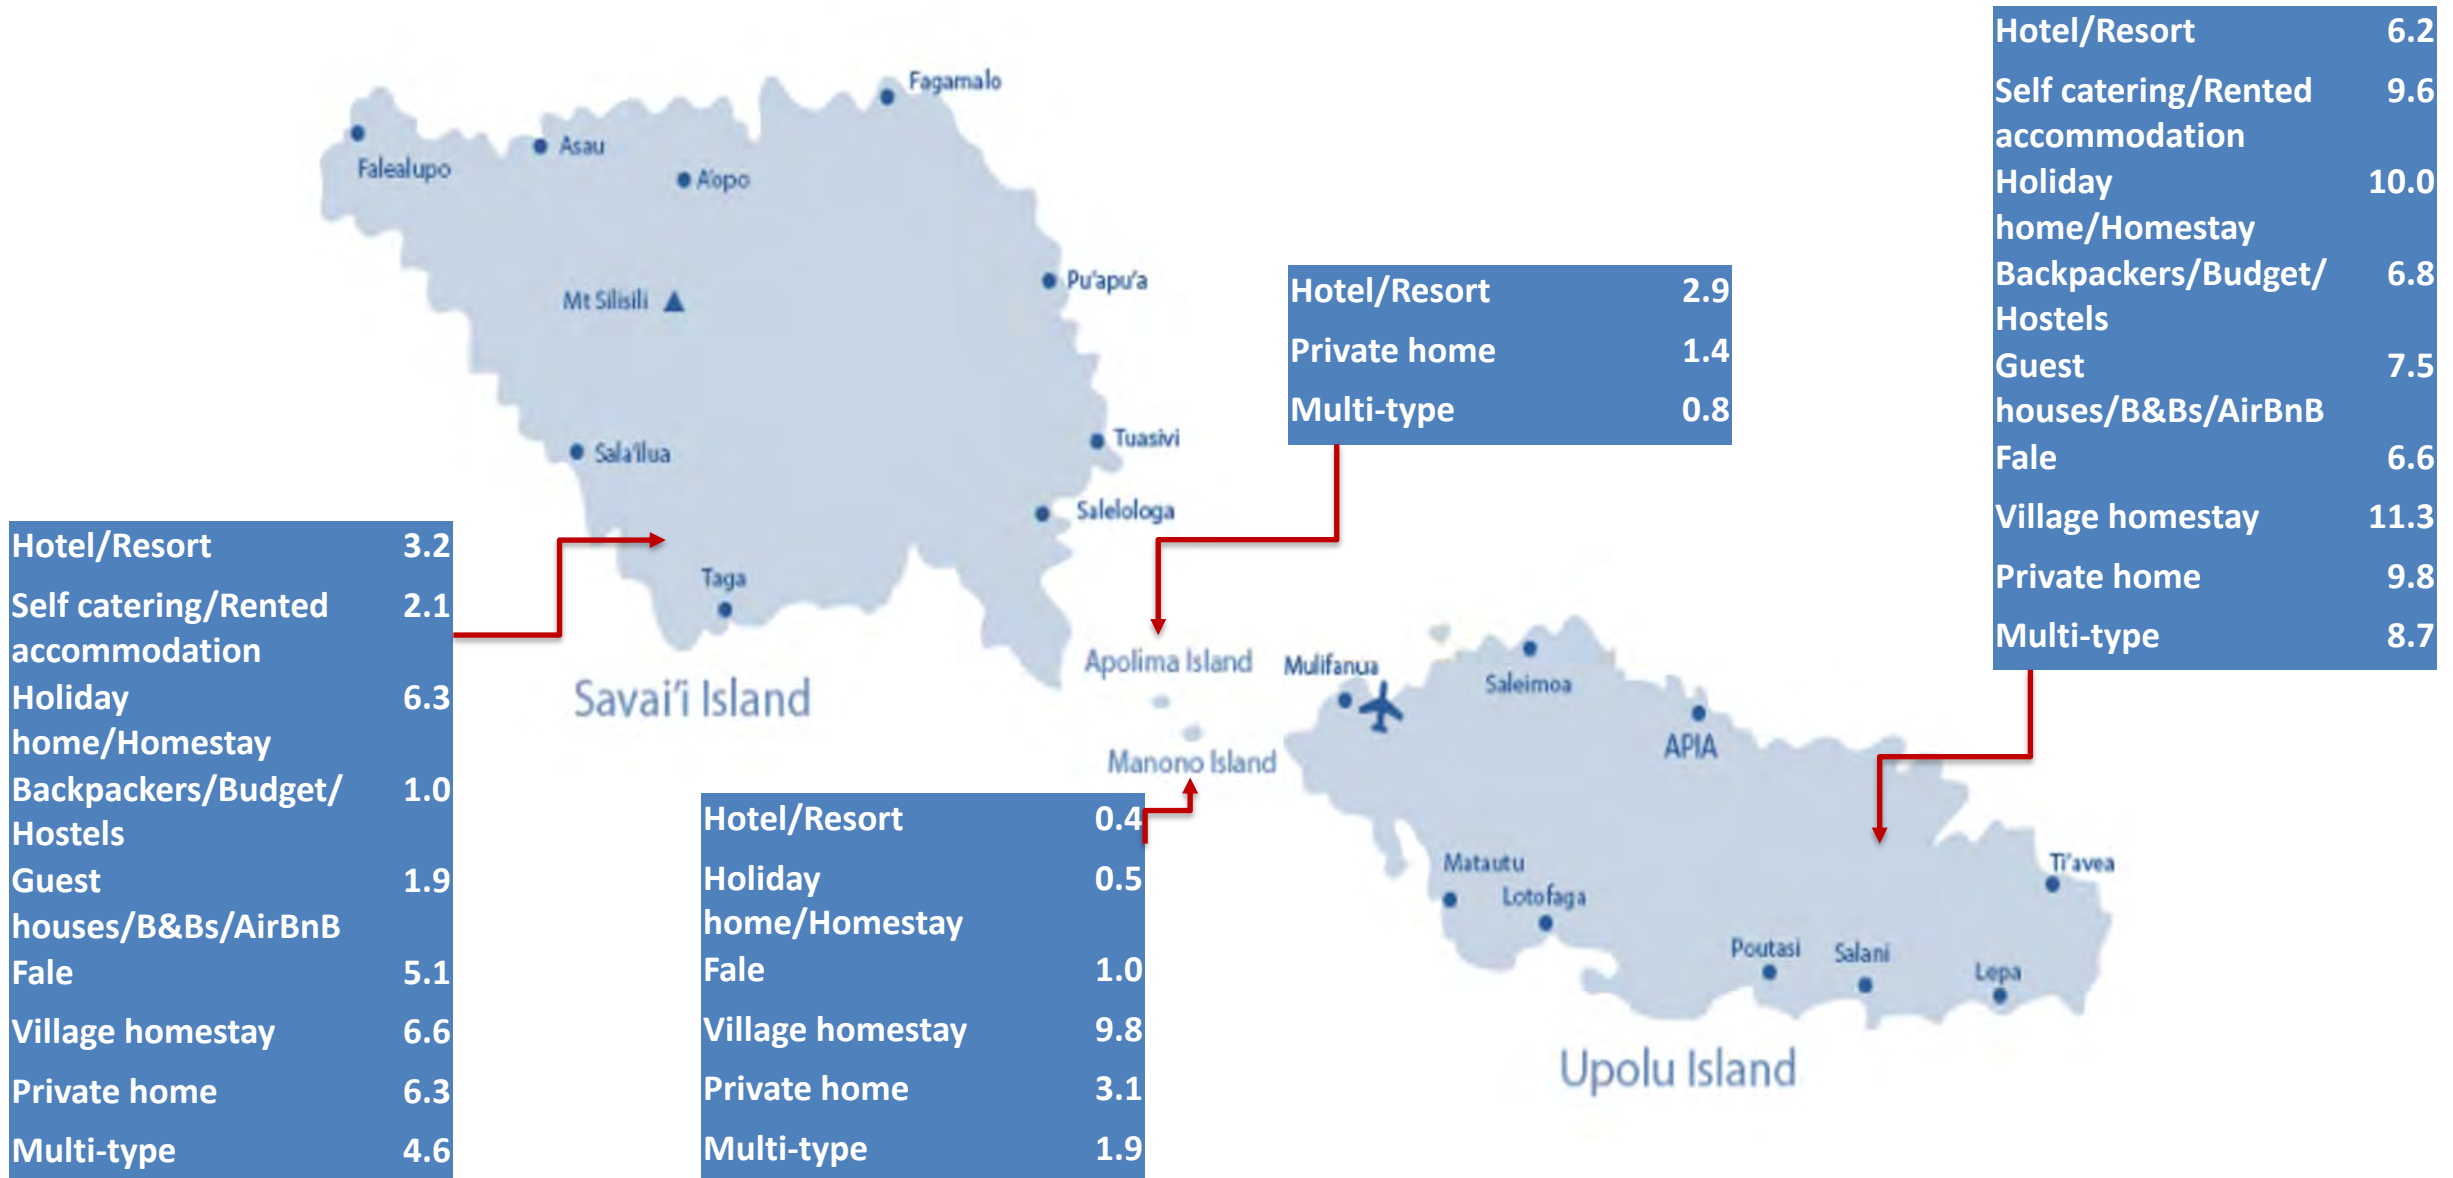 Fagamalo
Falealupo
Asau
A'opo
Mt Silisili
Pu'apu'a
Tuasivi
Sala'ilua
Salelologa
Taga
Savai'i Island
Apolima Island
Manono Island
Mulifanua
Saleimoa
APIA
Matautu
Lotofaga
Poutasi
Salani
Lepa
Ti'avea
Upolu Island
Hotel/Resort 3.2
Self catering/Rented 2.1
accommodation
Holiday 6.3
home/Homestay
Backpackers/Budget/ 1.0
Hostels
Guest 1.9
houses/B&Bs/AirBnB
Fale 5.1
Village homestay 6.6
Private home 6.3
Multi-type 4.6
Hotel/Resort 0.4
Holiday 0.5
home/Homestay
Fale 1.0
Village homestay 9.8
Private home 3.1
Multi-type 1.9
Hotel/Resort 2.9
Private home 1.4
Multi-type 0.8
Hotel/Resort 6.2
Self catering/Rented 9.6
accommodation
Holiday 10.0
home/Homestay
Backpackers/Budget/ 6.8
Hostels
Guest 7.5
houses/B&Bs/AirBnB
Fale 6.6
Village homestay 11.3
Private home 9.8
Multi-type 8.7